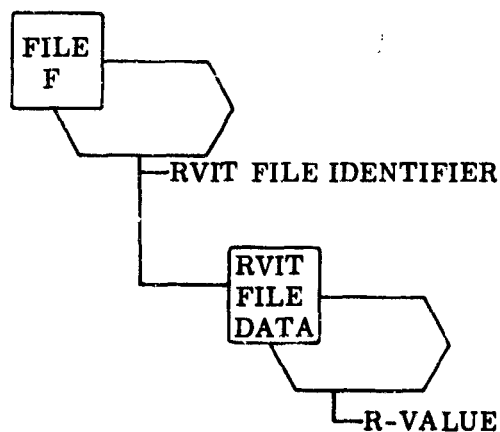 FILE
F
RVIT FILE IDENTIFIER
RVIT
FILE
DATA
R-VALUE